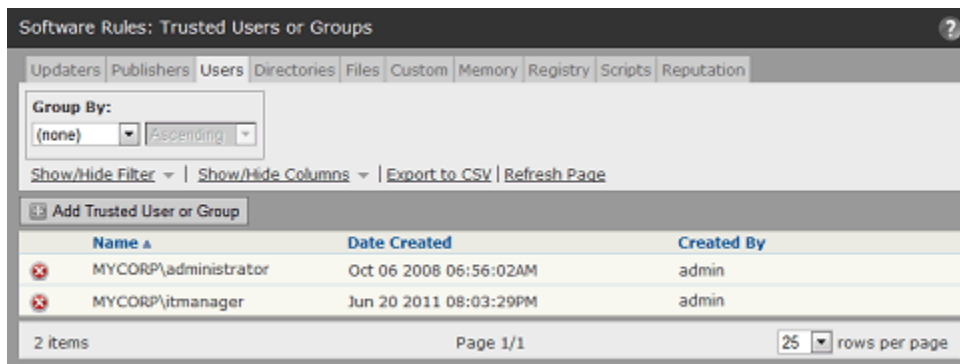 Software Rules: Trusted Users or Groups ?
Updaters Publishers Users Directories Files Custom Memory Registry Scripts Reputation
Group By:
(none) Ascending
Show/Hide Filter | Show/Hide Columns | Export to CSV | Refresh Page
Add Trusted User or Group
Name Date Created Created By
MYCORP\administrator Oct 06 2008 06:56:02AM admin
MYCORP\itmanager Jun 20 2011 08:03:29PM admin
2 items Page 1/1 25 rows per page